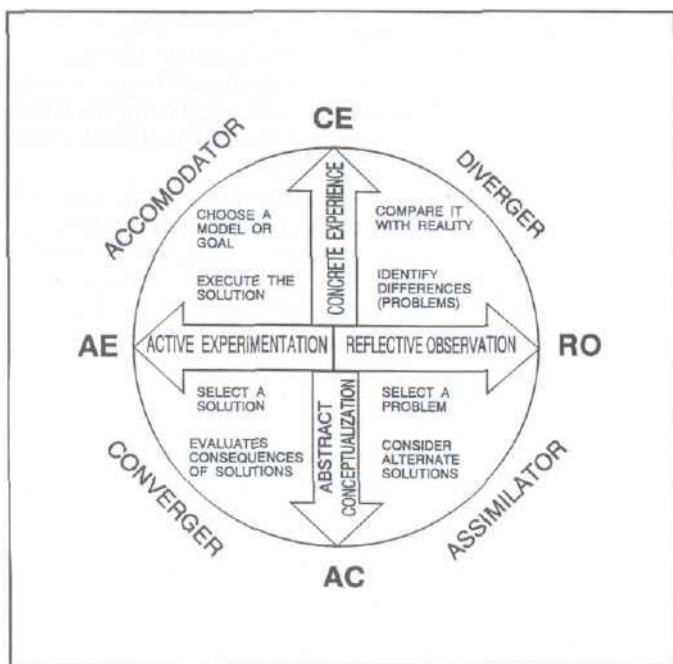 CE
ACCOMODATOR
DIVERGER
CHOOSE A
MODEL OR
GOAL
EXECUTE THE
SOLUTION
CONCRETE EXPERIENCE
COMPARE IT
WITH REALITY
IDENTIFY
DIFFERENCES
(PROBLEMS)
AE
ACTIVE EXPERIMENTATION
REFLECTIVE OBSERVATION
RO
SELECT A
SOLUTION
EVALUATES
CONSEQUENCES
OF SOLUTIONS
ABSTRACT
CONCEPTUALIZATION
SELECT A
PROBLEM
CONSIDER
ALTERNATE
SOLUTIONS
CONVERGER
ASSIMILATOR
AC